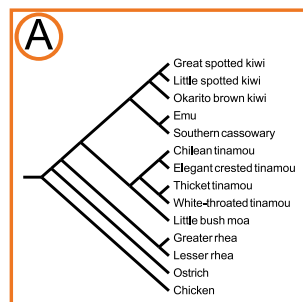 A
Great spotted kiwi
Little spotted kiwi
Okarito brown kiwi
Emu
Southern cassowary
Chilean tinamou
Elegant crested tinamou
Thicket tinamou
White-throated tinamou
Little bush moa
Greater rhea
Lesser rhea
Ostrich
Chicken